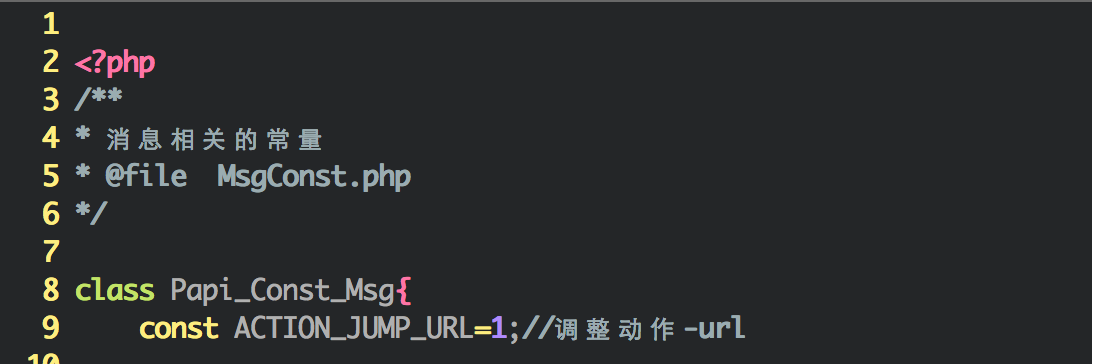 1
2 <?php
3 /**
4 * 消息相关的常量
5 * @file  MsgConst.php
6 */
7
8 class Papi_Const_Msg{
9     const ACTION_JUMP_URL=1;//调整动作-url
10